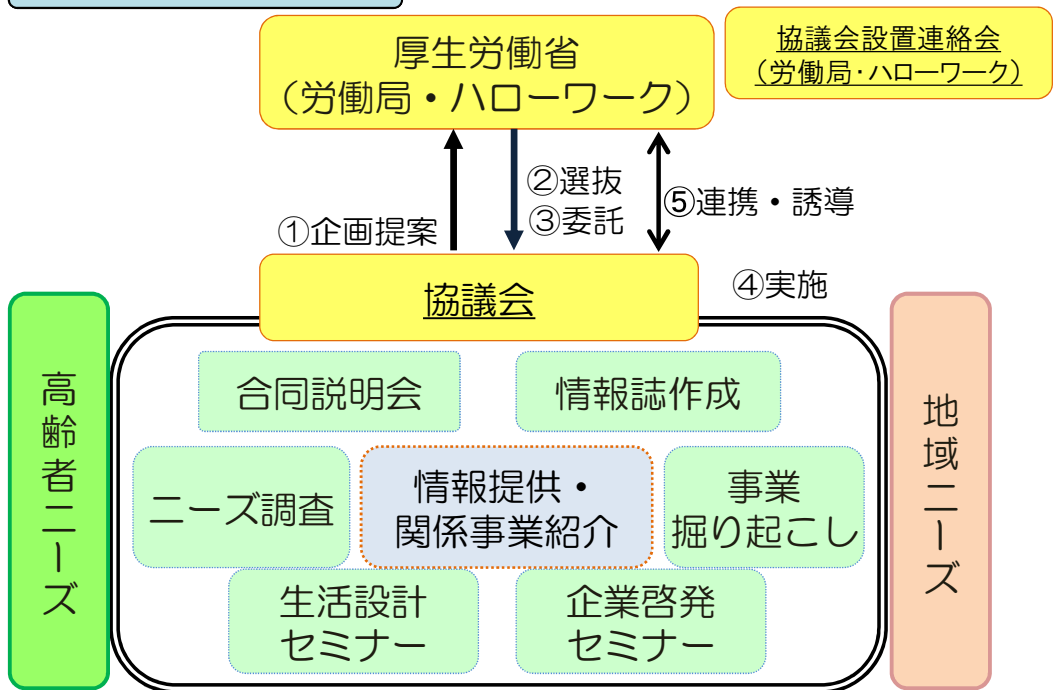 厚生労働省
（労働局・ハローワーク）
協議会設置連絡会
（労働局・ハローワーク）
①企画提案
②選抜
③委託
⑤連携・誘導
協議会
④実施
高齢者ニーズ
合同説明会
情報誌作成
ニーズ調査
情報提供・
関係事業紹介
事業
掘り起こし
生活設計
セミナー
企業啓発
セミナー
地域ニーズ